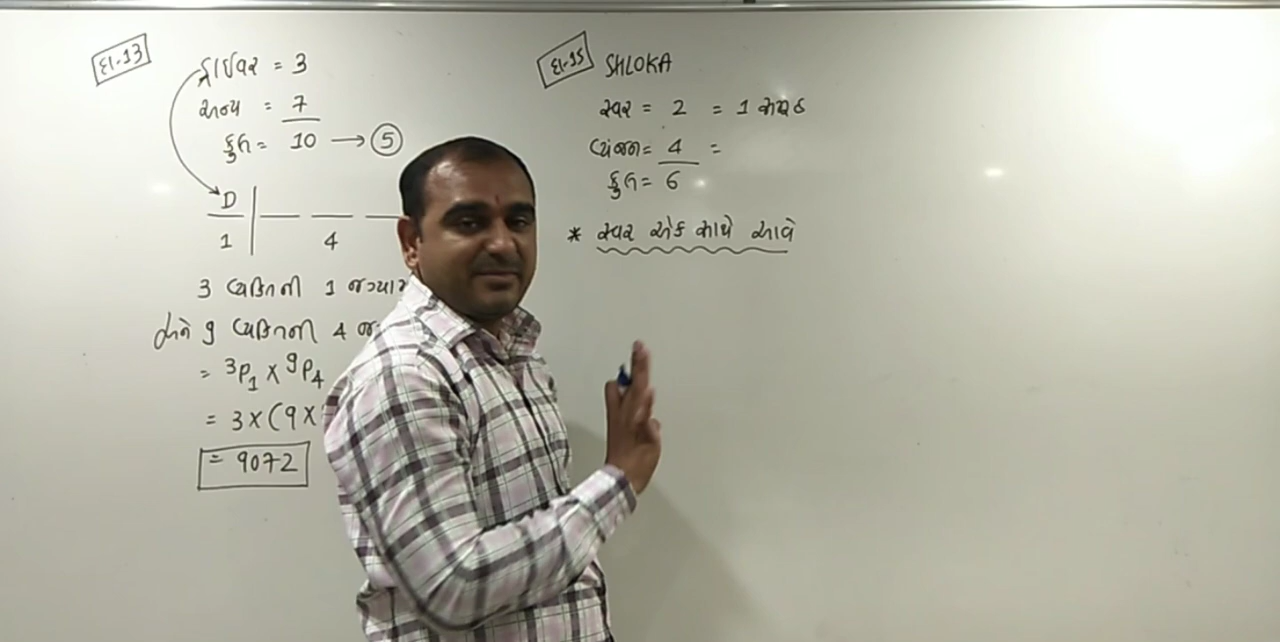 દા.13
ડ્રાઈવર = 3
અન્ય = 7
કુલ = 10 → 5
D
1 4
3 વ્યક્તિની 1 જગ્યા
અને 9 વ્યક્તિની 4 જ
= ³P₁ × ⁹P₄
= 3 × (9 ×
= 9072
દા.15 SHLOKA
સ્વર = 2 = 1 સમૂહ
વ્યંજન = 4 =
કુલ = 6
* સ્વર એક સાથે આવે